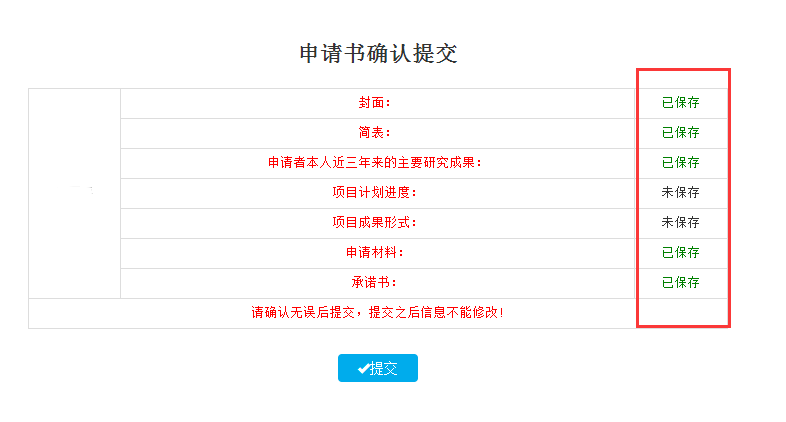 申请书确认提交
封面： 已保存
简表： 已保存
申请者本人近三年来的主要研究成果： 已保存
项目计划进度： 未保存
项目成果形式： 未保存
申请材料： 已保存
承诺书： 已保存
请确认无误后提交，提交之后信息不能修改！
提交